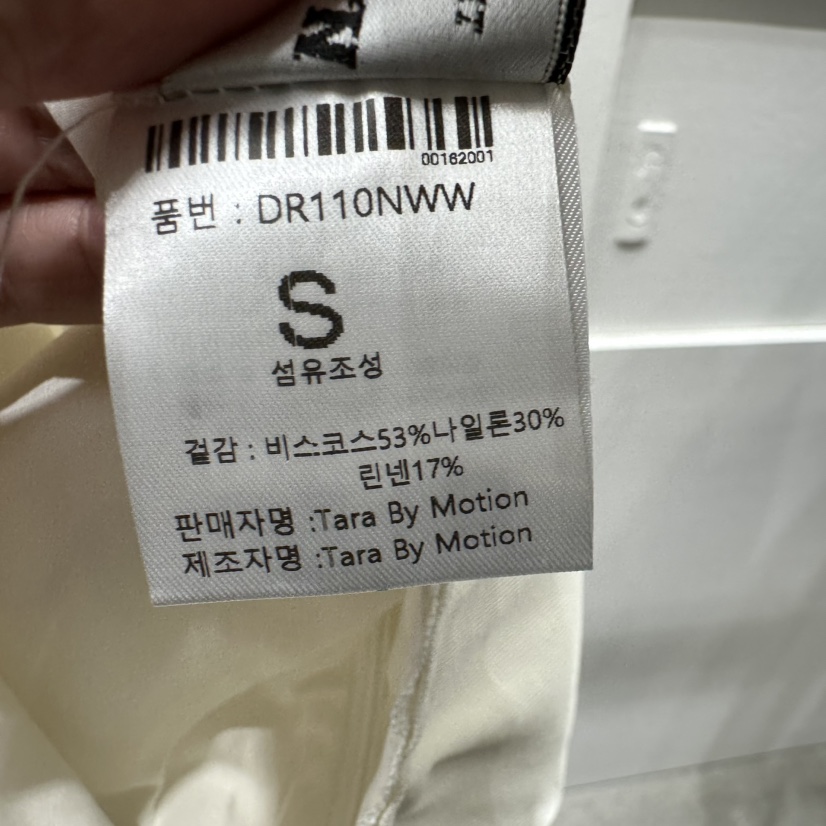 00162001
품번 : DR110NWW
S
섬유조성
겉감 : 비스코스53%나일론30%
린넨17%
판매자명 :Tara By Motion
제조자명 :Tara By Motion